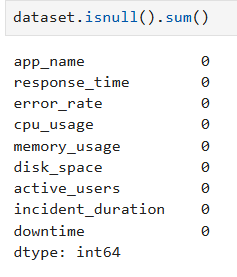 dataset.isnull().sum()
app_name 0
response_time 0
error_rate 0
cpu_usage 0
memory_usage 0
disk_space 0
active_users 0
incident_duration 0
downtime 0
dtype: int64